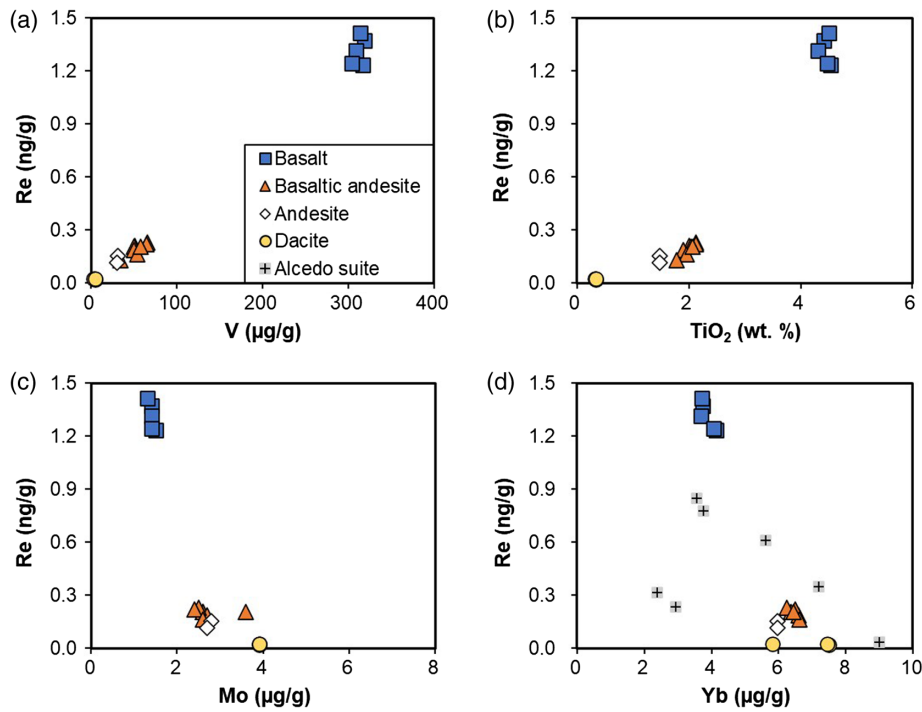 (a)
1.5
1.2
0.9
0.6
0.3
0.0
Re (ng/g)
0 100 200 300 400
V (µg/g)
Basalt
Basaltic andesite
Andesite
Dacite
Alcedo suite
(b)
1.5
1.2
0.9
0.6
0.3
0.0
Re (ng/g)
0 2 4 6
TiO₂ (wt. %)
(c)
1.5
1.2
0.9
0.6
0.3
0.0
Re (ng/g)
0 2 4 6 8
Mo (µg/g)
(d)
1.5
1.2
0.9
0.6
0.3
0.0
Re (ng/g)
0 2 4 6 8 10
Yb (µg/g)